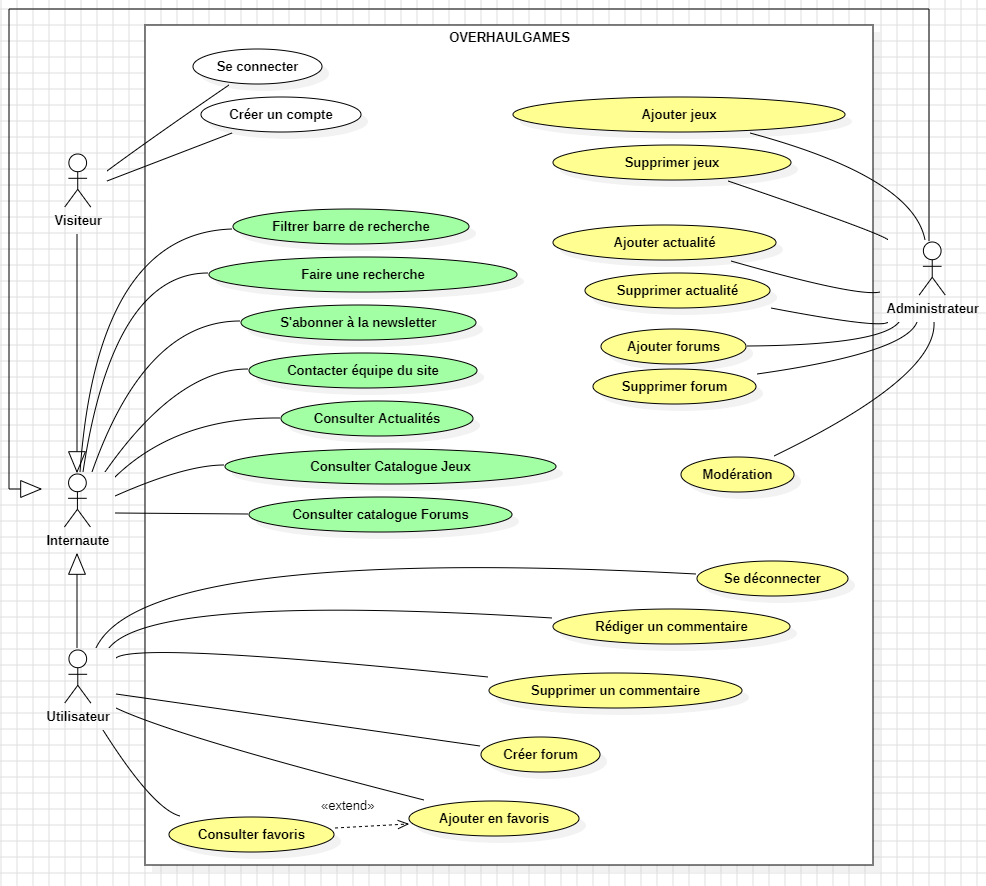 OVERHAULGAMES
Se connecter
Créer un compte
Ajouter jeux
Supprimer jeux
Visiteur
Filtrer barre de recherche
Ajouter actualité
Faire une recherche
Supprimer actualité
Administrateur
S'abonner à la newsletter
Ajouter forums
Contacter équipe du site
Supprimer forum
Consulter Actualités
Consulter Catalogue Jeux
Modération
Consulter catalogue Forums
Internaute
Se déconnecter
Rédiger un commentaire
Supprimer un commentaire
Utilisateur
Créer forum
«extend»
Ajouter en favoris
Consulter favoris